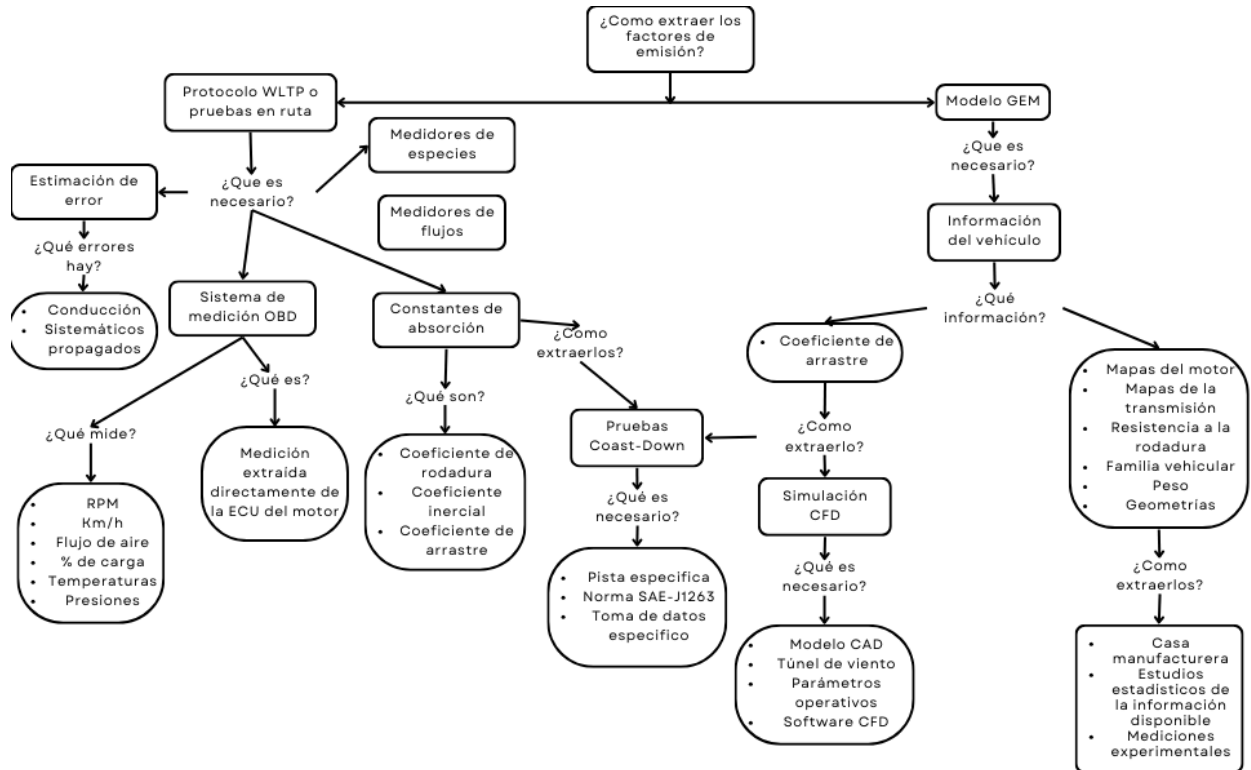 ¿Como extraer los
factores de
emisión?
Protocolo WLTP o
pruebas en ruta
Modelo GEM
Medidores de
especies
¿Que es
necesario?
Estimación de
error
¿Que es
necesario?
Medidores de
flujos
Información
del vehículo
¿Qué errores
hay?
Sistema de
medición OBD
Constantes de
absorción
¿Qué
información?
• Conducción
• Sistemáticos
propagados
¿Como
extraerlos?
• Coeficiente de
arrastre
• Mapas del motor
• Mapas de la
transmisión
• Resistencia a la
rodadura
• Familia vehicular
• Peso
• Geometrías
¿Qué es?
¿Qué son?
¿Qué mide?
Pruebas
Coast-Down
¿Como
extraerlo?
Medición
extraída
directamente de
la ECU del motor
• Coeficiente de
rodadura
• Coeficiente
inercial
• Coeficiente de
arrastre
• RPM
• Km/h
• Flujo de aire
• % de carga
• Temperaturas
• Presiones
¿Qué es
necesario?
Simulación
CFD
• Pista especifica
• Norma SAE-J1263
• Toma de datos
especifico
¿Qué es
necesario?
¿Como
extraerlos?
• Modelo CAD
• Túnel de viento
• Parámetros
operativos
• Software CFD
• Casa
manufacturera
• Estudios
estadísticos de
la información
disponible
• Mediciones
experimentales